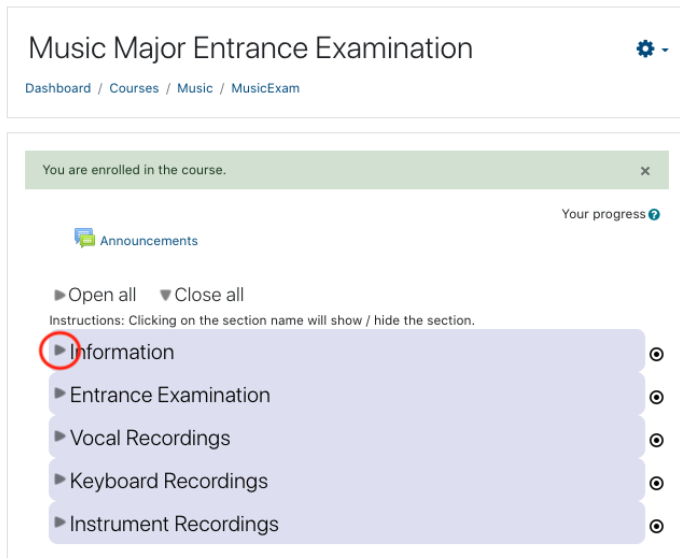 Music Major Entrance Examination
Dashboard / Courses / Music / MusicExam
You are enrolled in the course. ×
Your progress ?
Announcements
Open all Close all
Instructions: Clicking on the section name will show / hide the section.
Information
Entrance Examination
Vocal Recordings
Keyboard Recordings
Instrument Recordings